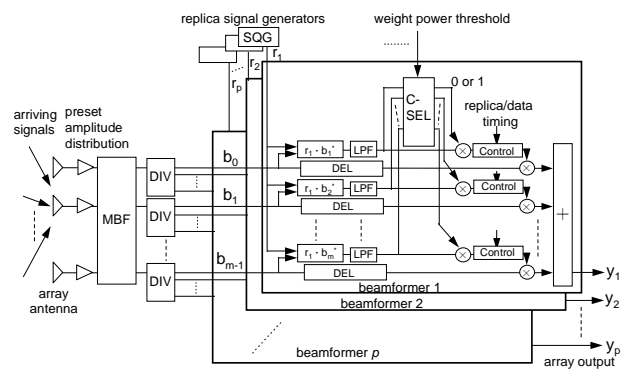 replica signal generators
weight power threshold
SQG
r1
r2
rp
0 or 1
C-
SEL
replica/data
timing
arriving
signals
preset
amplitude
distribution
b0
r1 - b1*
LPF
Control
DEL
DIV
b1
r1 - b2*
LPF
Control
DEL
DIV
MBF
+
bm-1
r1 - bm*
LPF
Control
DEL
DIV
array
antenna
beamformer 1
y1
beamformer 2
y2
beamformer p
yp
array output